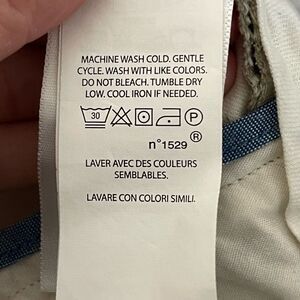 MACHINE WASH COLD. GENTLE
CYCLE. WASH WITH LIKE COLORS.
DO NOT BLEACH. TUMBLE DRY
LOW. COOL IRON IF NEEDED.
30 P
n°1529 ®
LAVER AVEC DES COULEURS
SEMBLABLES.
LAVARE CON COLORI SIMILI.